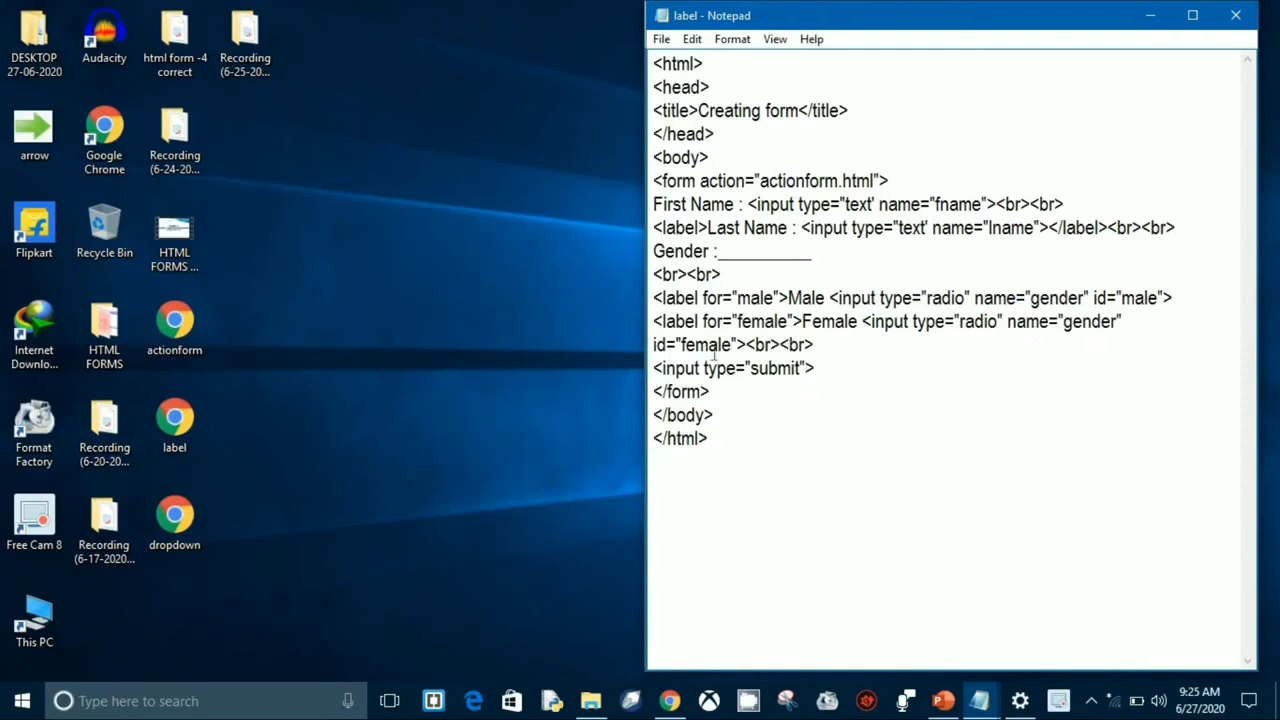 DESKTOP
27-06-2020
Audacity
html form -4
correct
Recording
(6-25-20...
arrow
Google
Chrome
Recording
(6-24-20...
Flipkart
Recycle Bin
HTML
FORMS ...
Internet
Downlo...
HTML
FORMS
actionform
Format
Factory
Recording
(6-20-20...
label
Free Cam 8
Recording
(6-17-2020...
dropdown
This PC
label - Notepad
File Edit Format View Help
<html>
<head>
<title>Creating form</title>
</head>
<body>
<form action="actionform.html">
First Name : <input type="text' name="fname"><br><br>
<label>Last Name : <input type="text' name="lname"></label><br><br>
Gender :__________
<br><br>
<label for="male">Male <input type="radio" name="gender" id="male">
<label for="female">Female <input type="radio" name="gender"
id="female"><br><br>
<input type="submit">
</form>
</body>
</html>
Type here to search
9:25 AM
6/27/2020